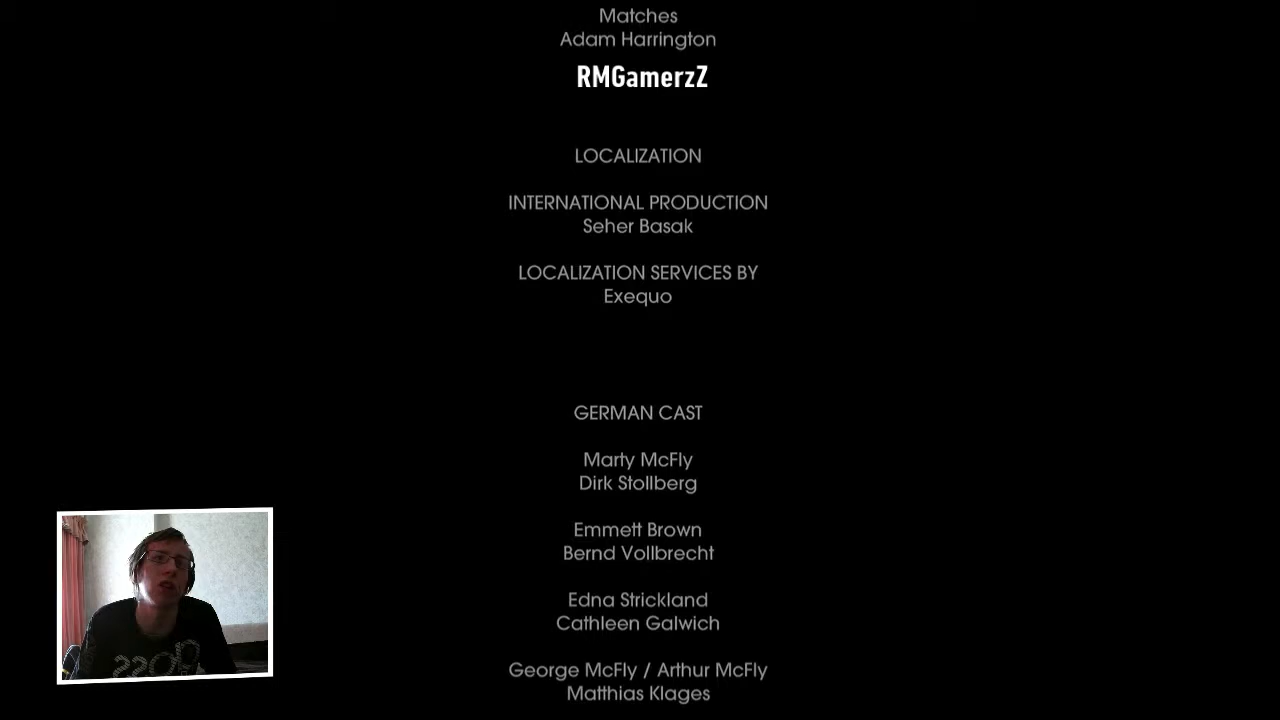 Matches
Adam Harrington
RMGamerzZ
LOCALIZATION
INTERNATIONAL PRODUCTION
Seher Basak
LOCALIZATION SERVICES BY
Exequo
GERMAN CAST
Marty McFly
Dirk Stollberg
Emmett Brown
Bernd Vollbrecht
Edna Strickland
Cathleen Galwich
George McFly / Arthur McFly
Matthias Klages